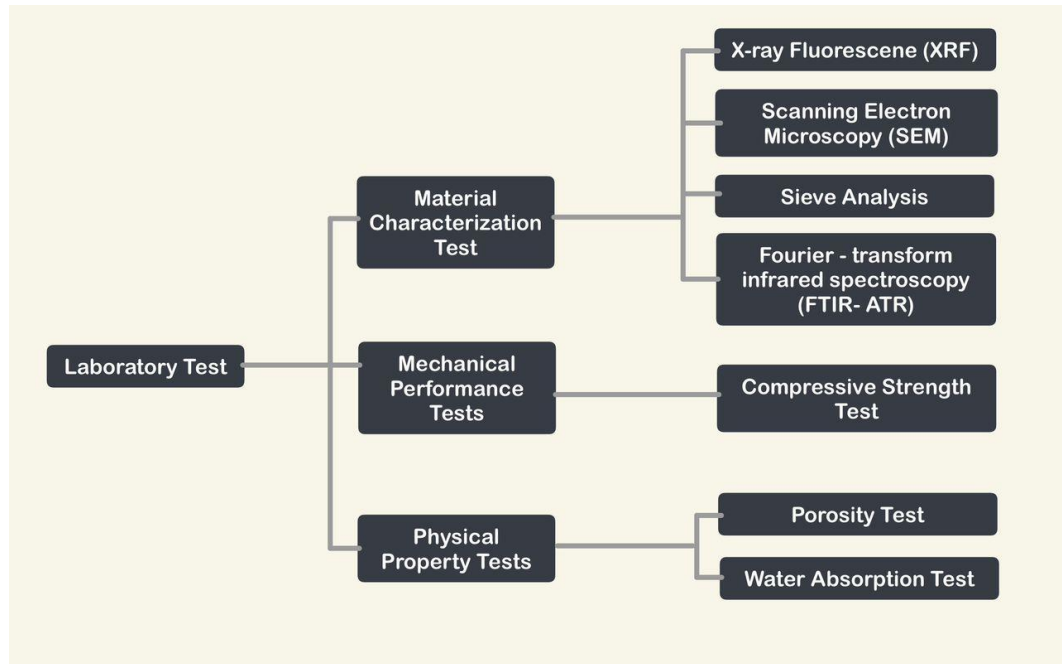 X-ray Fluorescene (XRF)
Scanning Electron
Microscopy (SEM)
Material
Characterization
Test
Sieve Analysis
Fourier - transform
infrared spectroscopy
(FTIR- ATR)
Laboratory Test
Mechanical
Performance
Tests
Compressive Strength
Test
Physical
Property Tests
Porosity Test
Water Absorption Test